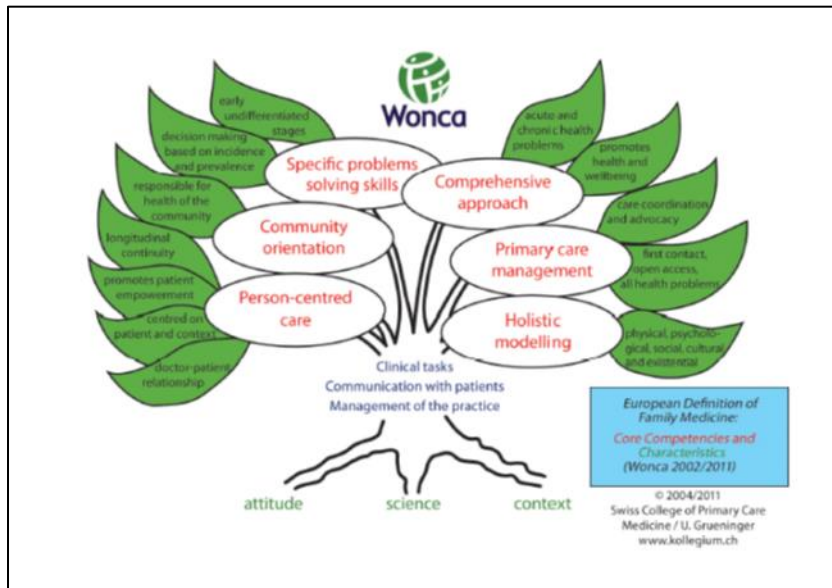 Wonca
early
undifferentiated
stages
decision making
based on incidence
and prevalence
responsible for
health of the
community
longitudinal
continuity
promotes patient
empowerment
centred on
patient and context
doctor-patient
relationship
Specific problems
solving skills
Community
orientation
Person-centred
care
Comprehensive
approach
Primary care
management
Holistic
modelling
acute and
chronic health
problems
promotes
health and
wellbeing
care coordination
and advocacy
first contact,
open access,
all health problems
physical, psycholo-
gical, social, cultural
and existential
Clinical tasks
Communication with patients
Management of the practice
attitude
science
context
European Definition of
Family Medicine:
Core Competencies and
Characteristics
(Wonca 2002/2011)
© 2004/2011
Swiss College of Primary Care
Medicine / U. Grueninger
www.kollegium.ch